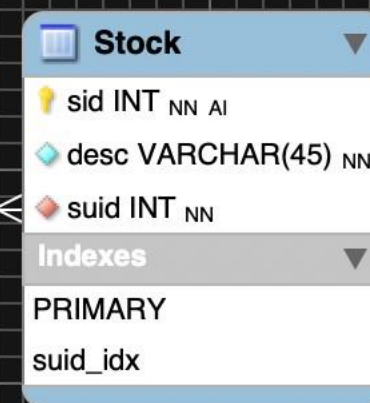 Stock
sid INT NN AI
desc VARCHAR(45) NN
suid INT NN
Indexes
PRIMARY
suid_idx